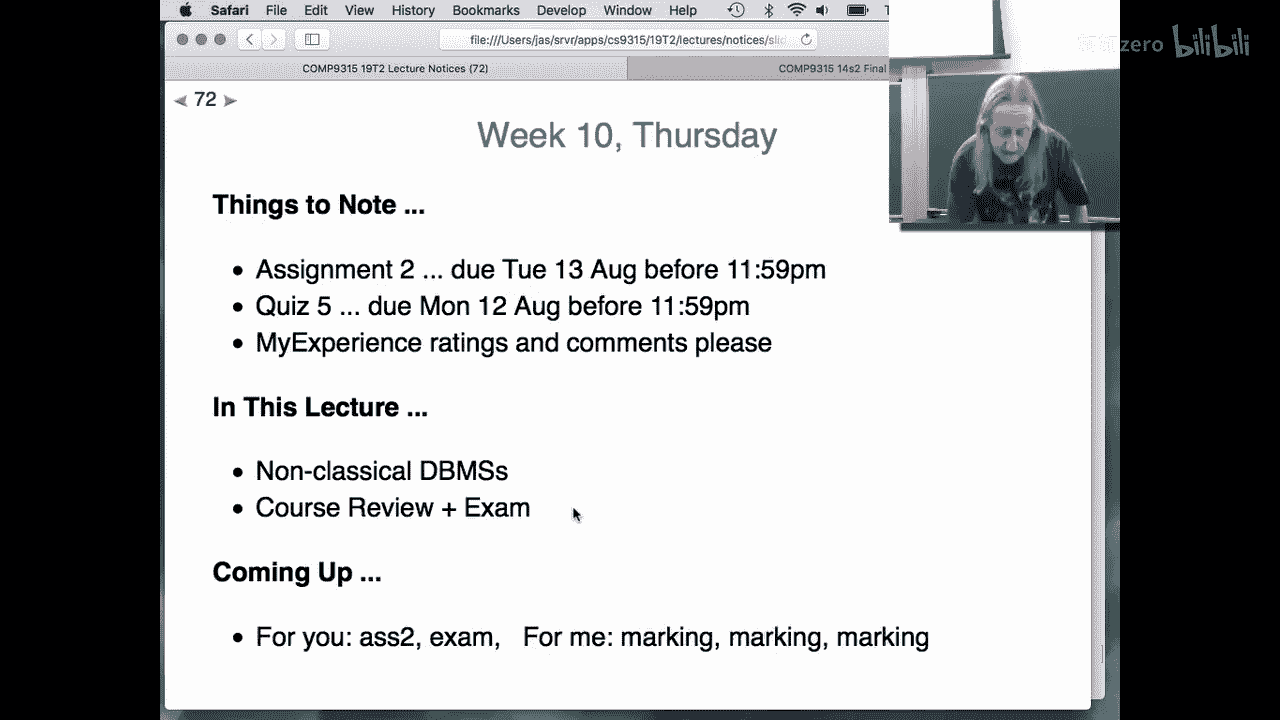 Safari File Edit View History Bookmarks Develop Window Help
file:///Users/jas/srvr/apps/cs9315/19T2/lectures/notices/slid
COMP9315 19T2 Lecture Notices (72)
COMP9315 14s2 Final
zero bilibili
72
Week 10, Thursday
Things to Note ...
• Assignment 2 ... due Tue 13 Aug before 11:59pm
• Quiz 5 ... due Mon 12 Aug before 11:59pm
• MyExperience ratings and comments please
In This Lecture ...
• Non-classical DBMSs
• Course Review + Exam
Coming Up ...
• For you: ass2, exam, For me: marking, marking, marking